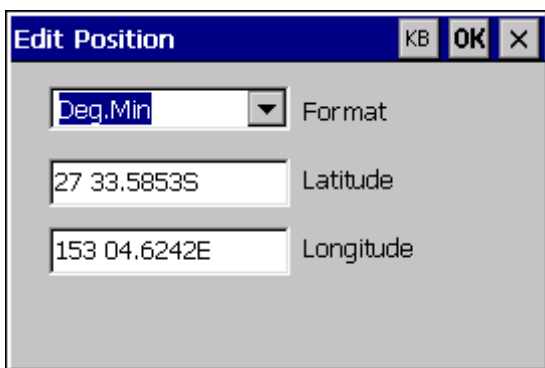 Edit Position KB OK ×
Deg.Min Format
27 33.5853S Latitude
153 04.6242E Longitude